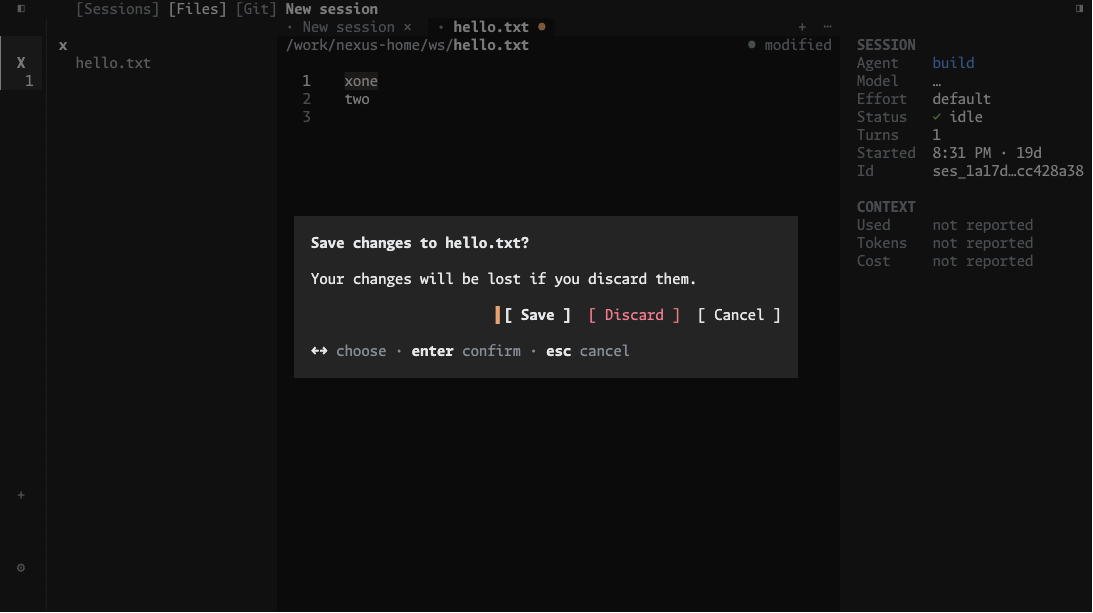 [Sessions] [Files] [Git] New session
· New session × · hello.txt ● + ⋯
x
hello.txt
X
1
/work/nexus-home/ws/hello.txt ● modified
1 xone
2 two
3
SESSION
Agent build
Model …
Effort default
Status ✓ idle
Turns 1
Started 8:31 PM · 19d
Id ses_1a17d…cc428a38
CONTEXT
Used not reported
Tokens not reported
Cost not reported
Save changes to hello.txt?
Your changes will be lost if you discard them.
[ Save ] [ Discard ] [ Cancel ]
↔ choose · enter confirm · esc cancel
+
⚙